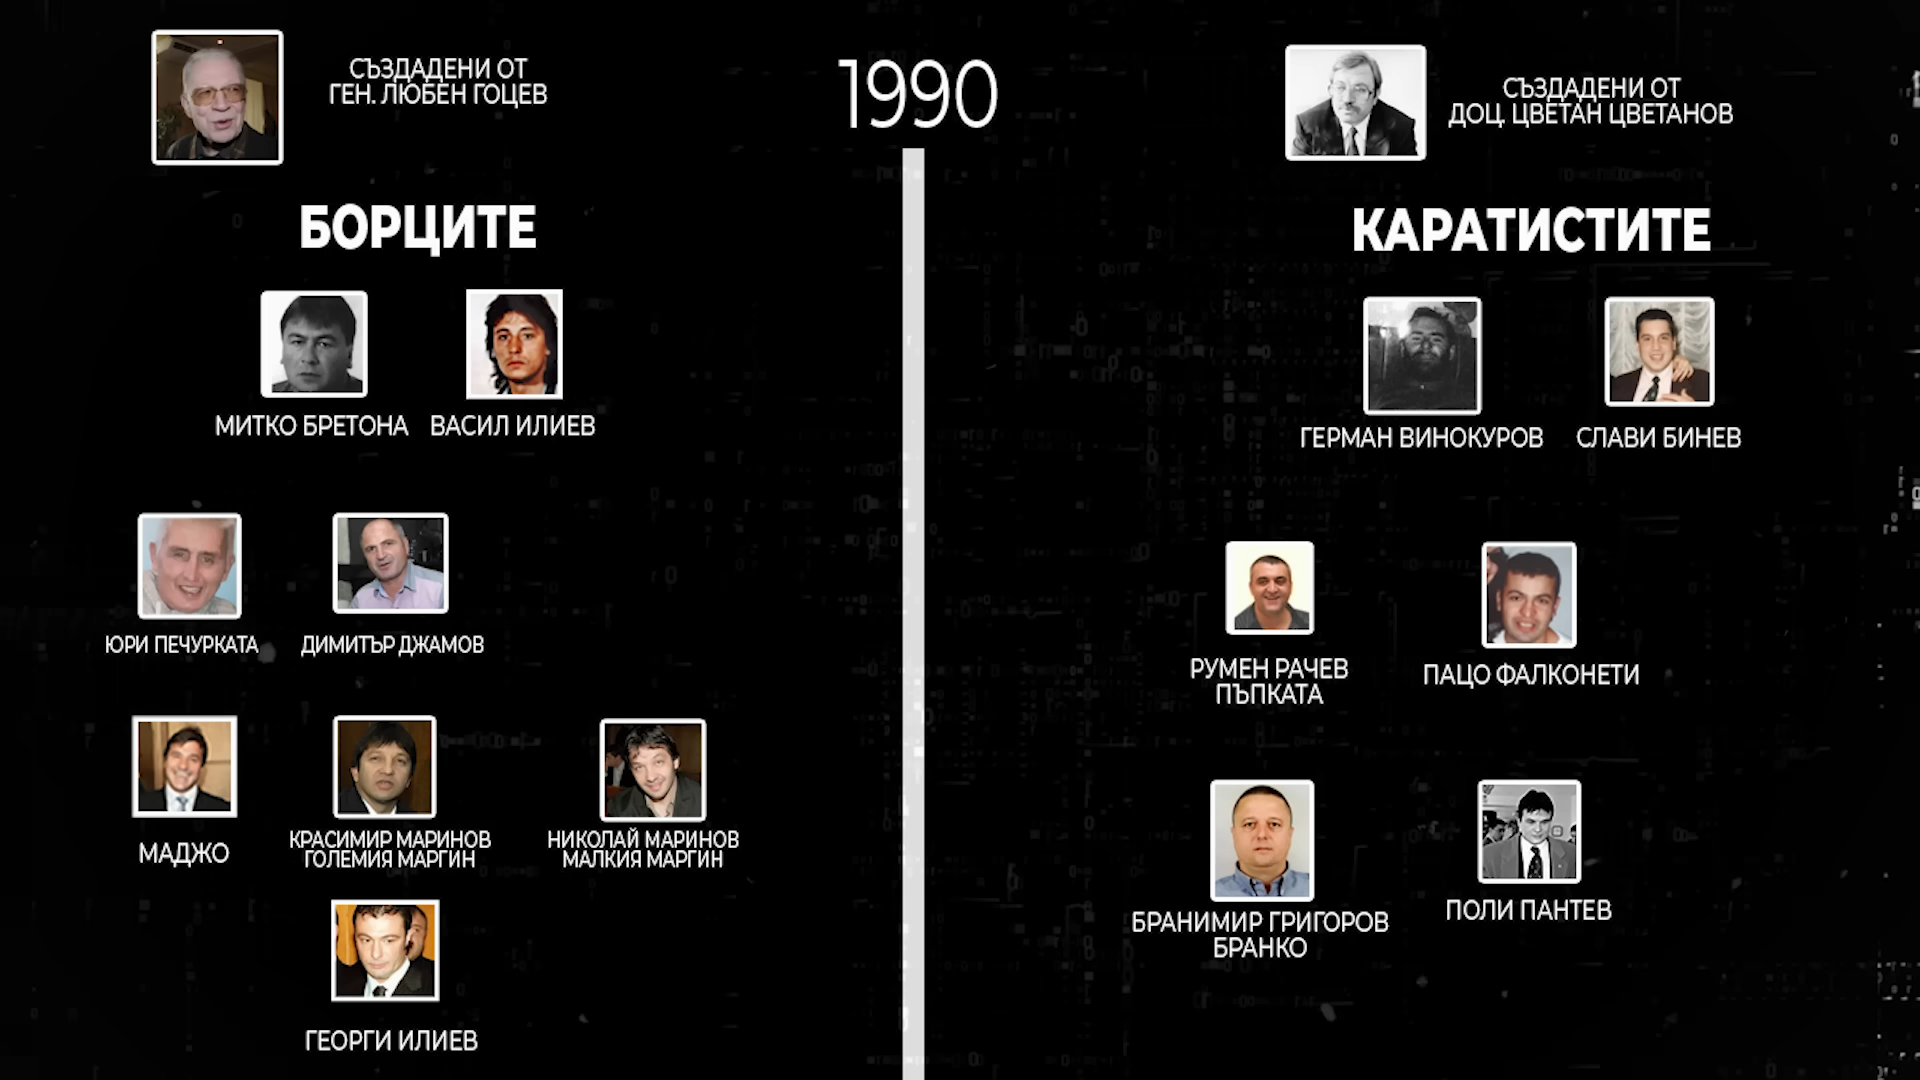 СЪЗДАДЕНИ ОТ
ГЕН. ЛЮБЕН ГОЦЕВ
1990
СЪЗДАДЕНИ ОТ
ДОЦ. ЦВЕТАН ЦВЕТАНОВ
БОРЦИТЕ
МИТКО БРЕТОНА
ВАСИЛ ИЛИЕВ
ЮРИ ПЕЧУРКАТА
ДИМИТЪР ДЖАМОВ
МАДЖО
КРАСИМИР МАРИНОВ
ГОЛЕМИЯ МАРГИН
НИКОЛАЙ МАРИНОВ
МАЛКИЯ МАРГИН
ГЕОРГИ ИЛИЕВ
КАРАТИСТИТЕ
ГЕРМАН ВИНОКУРОВ
СЛАВИ БИНЕВ
РУМЕН РАЧЕВ
ПЪПКАТА
ПАЦО ФАЛКОНЕТИ
БРАНИМИР ГРИГОРОВ
БРАНКО
ПОЛИ ПАНТЕВ